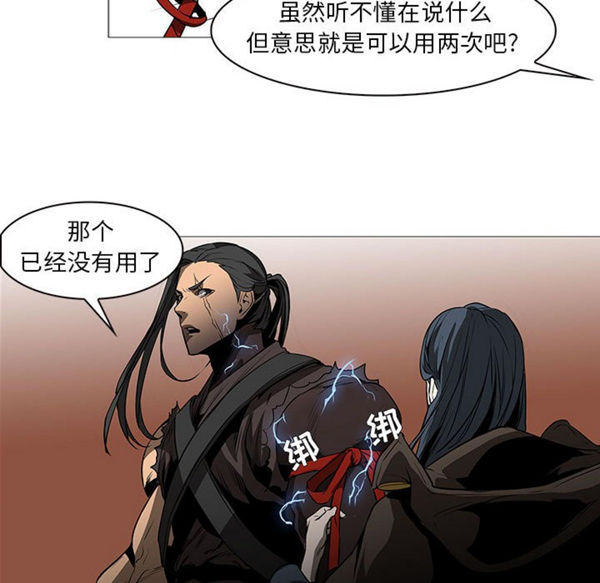 虽然听不懂在说什么
但意思就是可以用两次吧?
那个
已经没有用了
绑
绑